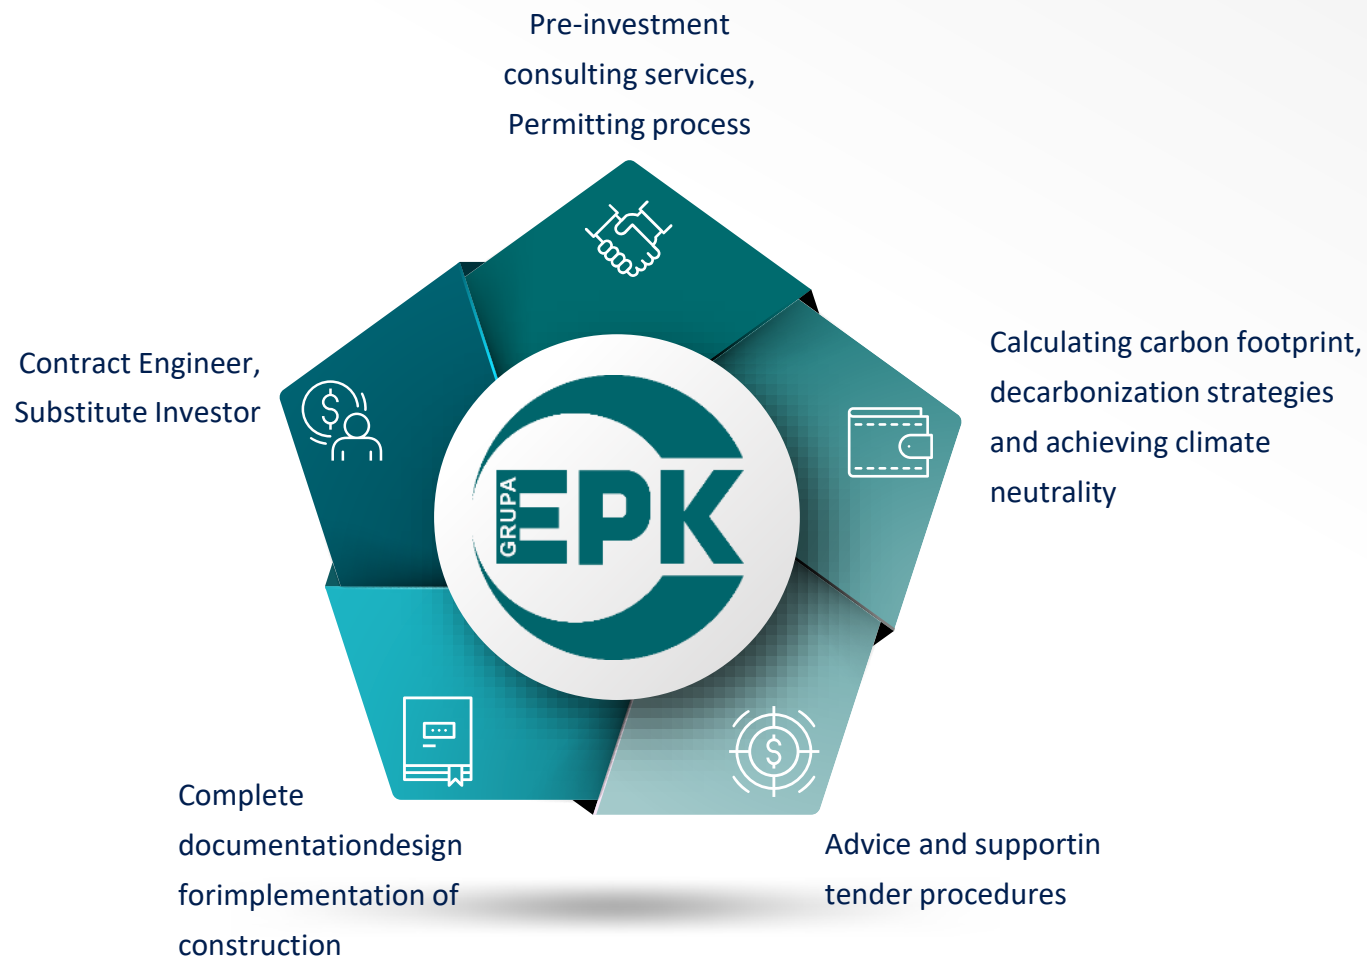 Pre-investment
consulting services,
Permitting process
Contract Engineer,
Substitute Investor
Calculating carbon footprint,
decarbonization strategies
and achieving climate
neutrality
GRUPA
EPK
$
$
Complete
documentationdesign
forimplementation of
construction
Advice and supportin
tender procedures